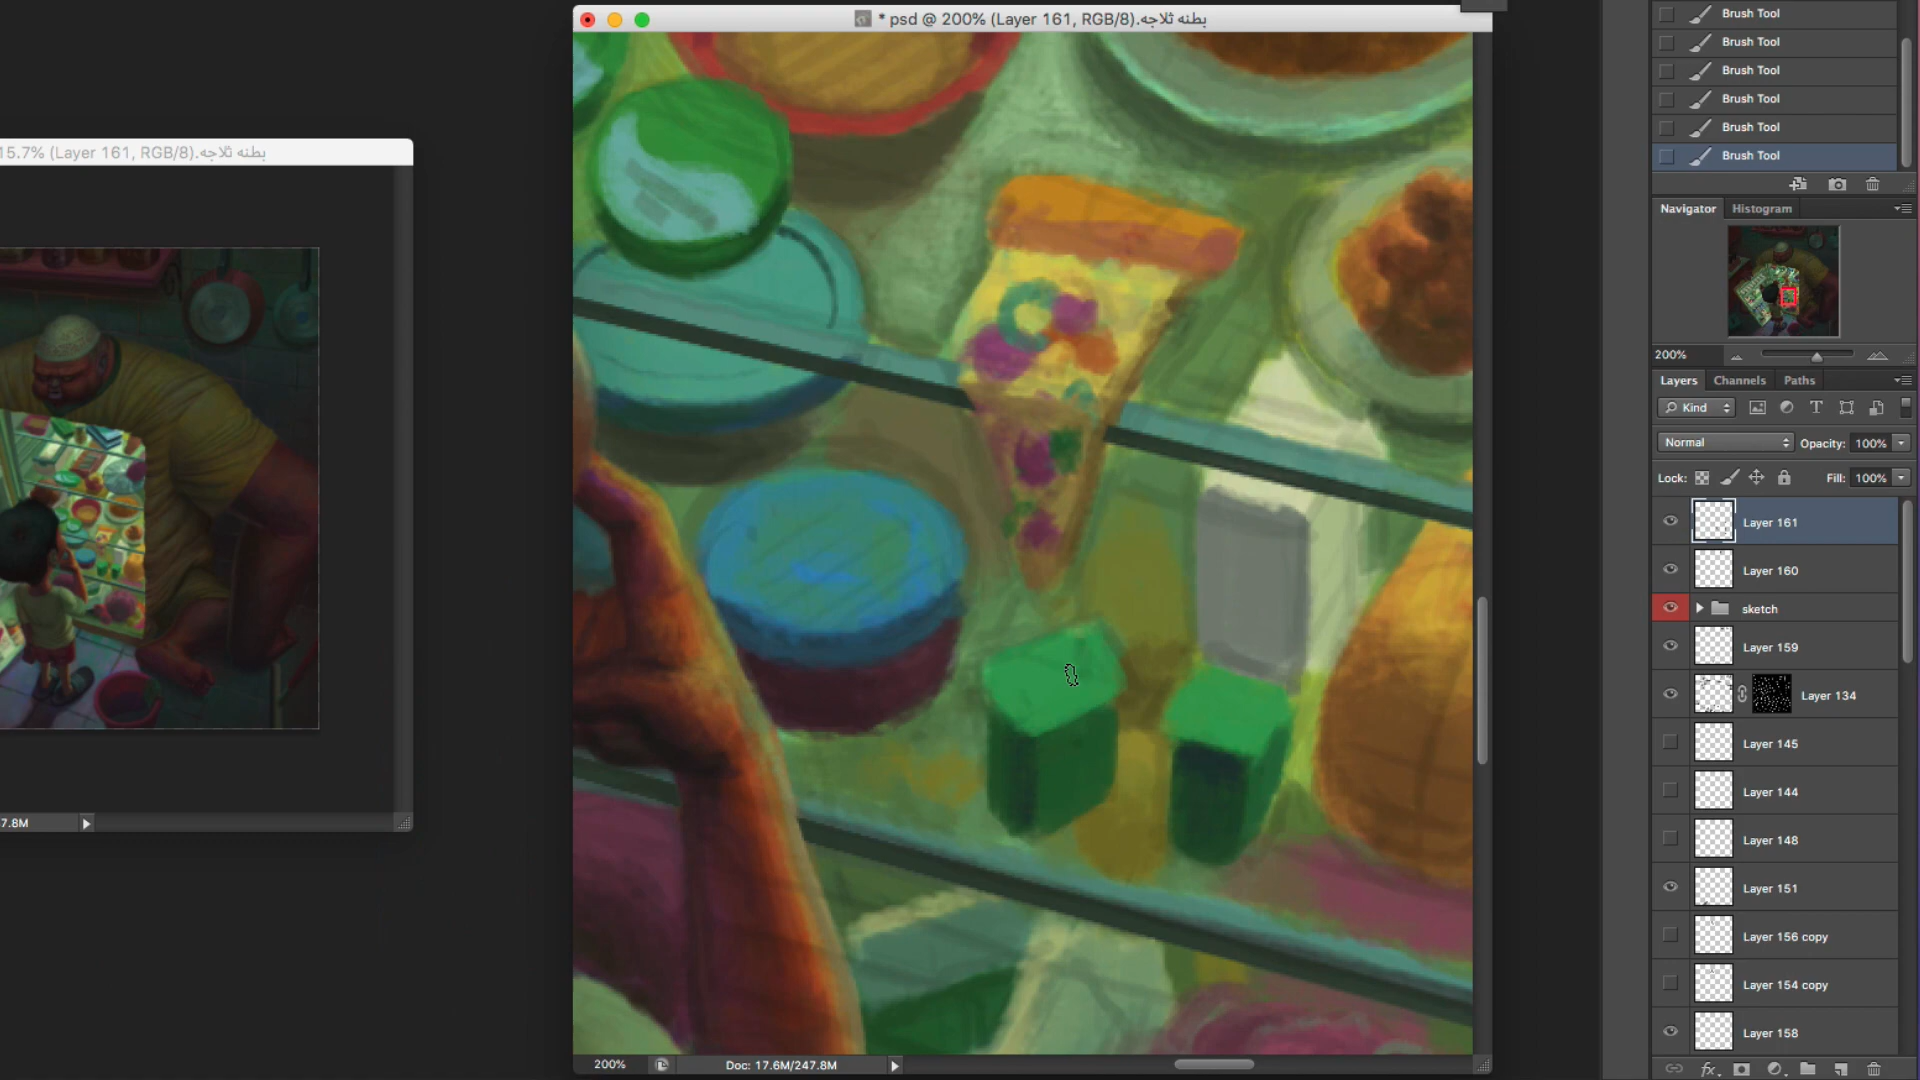 * psd @ 200% (Layer 161, RGB/8).بطنه ثلاجه
15.7% (Layer 161, RGB/8).بطنه ثلاجه
7.8M
200%
Doc: 17.6M/247.8M
Brush Tool
Brush Tool
Brush Tool
Brush Tool
Brush Tool
Brush Tool
Navigator
Histogram
200%
Layers
Channels
Paths
Kind
Normal
Opacity: 100%
Lock:
Fill: 100%
Layer 161
Layer 160
sketch
Layer 159
Layer 134
Layer 145
Layer 144
Layer 148
Layer 151
Layer 156 copy
Layer 154 copy
Layer 158
fx